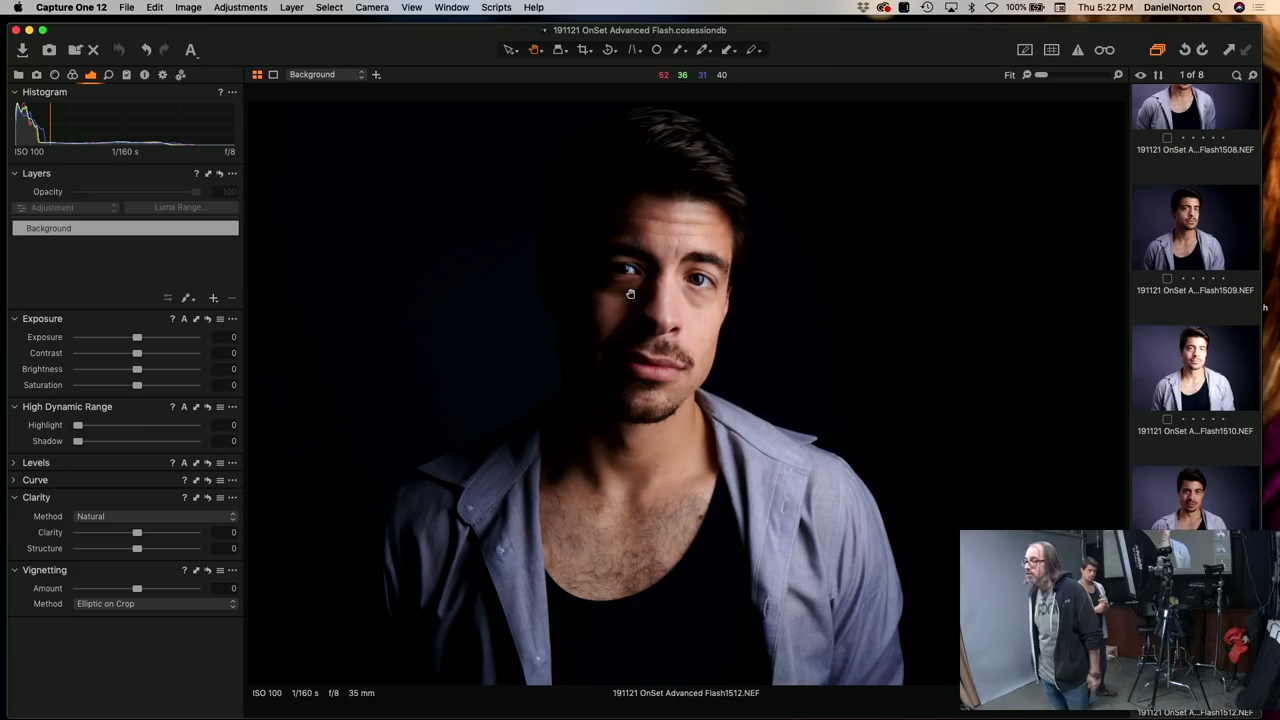 Capture One 12 File Edit Image Adjustments Layer Select Camera View Window Scripts Help 100% Thu 5:22 PM DanielNorton
191121 OnSet Advanced Flash.cosessiondb
Background 52 36 31 40 Fit 1 of 8
Histogram
ISO 100 1/160 s f/8
Layers
Opacity 100
Adjustment Luma Range...
Background
Exposure
Exposure 0
Contrast 0
Brightness 0
Saturation 0
High Dynamic Range
Highlight 0
Shadow 0
Levels
Curve
Clarity
Method Natural
Clarity 0
Structure 0
Vignetting
Amount 0
Method Elliptic on Crop
ISO 100 1/160 s f/8 35 mm 191121 OnSet Advanced Flash1512.NEF
191121 OnSet A...Flash1508.NEF
191121 OnSet A...Flash1509.NEF
191121 OnSet A...Flash1510.NEF
191121 OnSet A...Flash1512.NEF